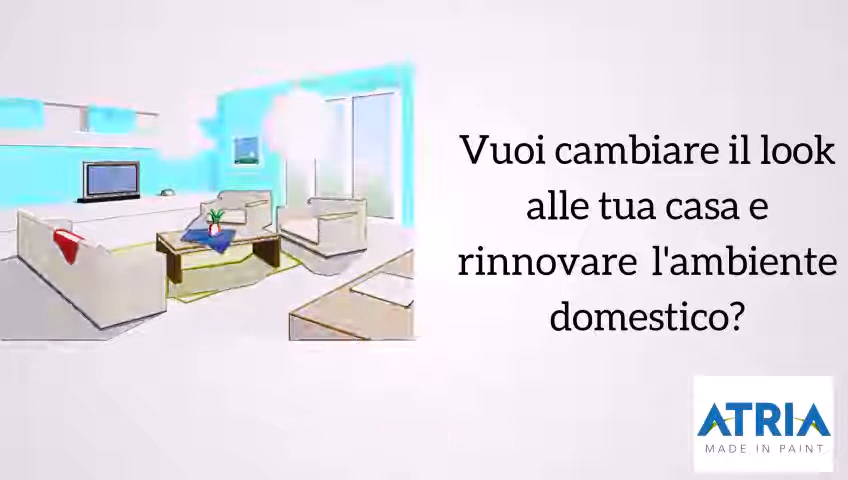 Vuoi cambiare il look
alle tua casa e
rinnovare l'ambiente
domestico?
ATRIA
MADE IN PAINT